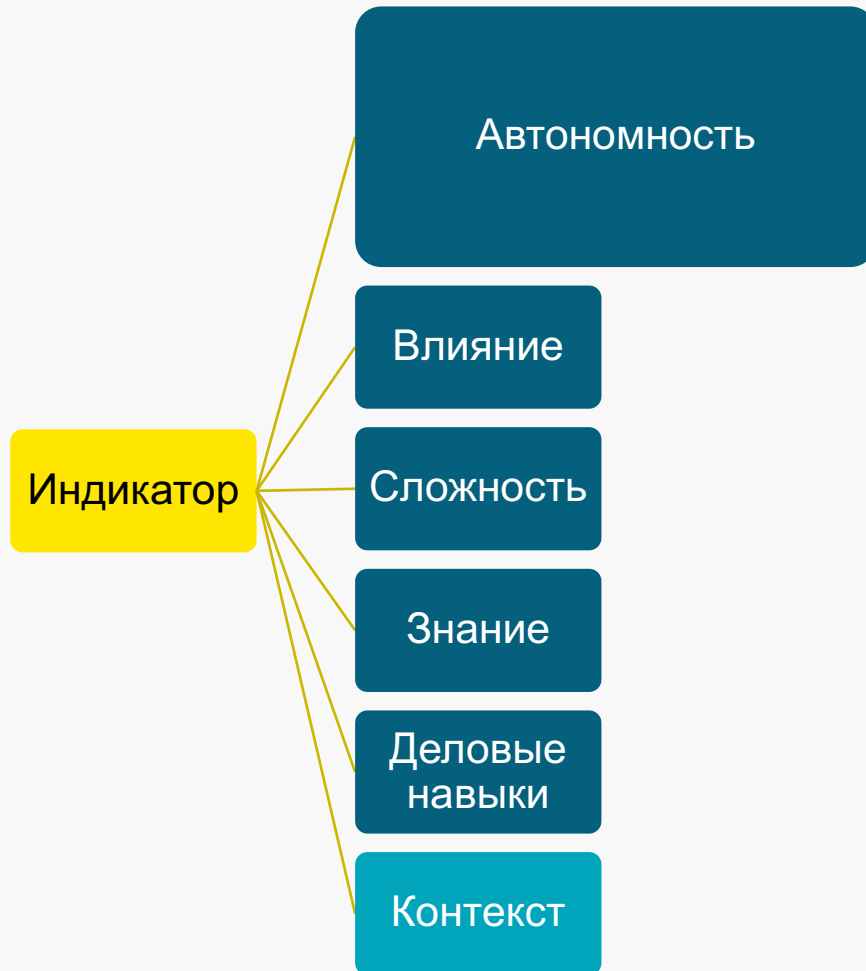 Автономность
Влияние
Индикатор
Сложность
Знание
Деловые
навыки
Контекст